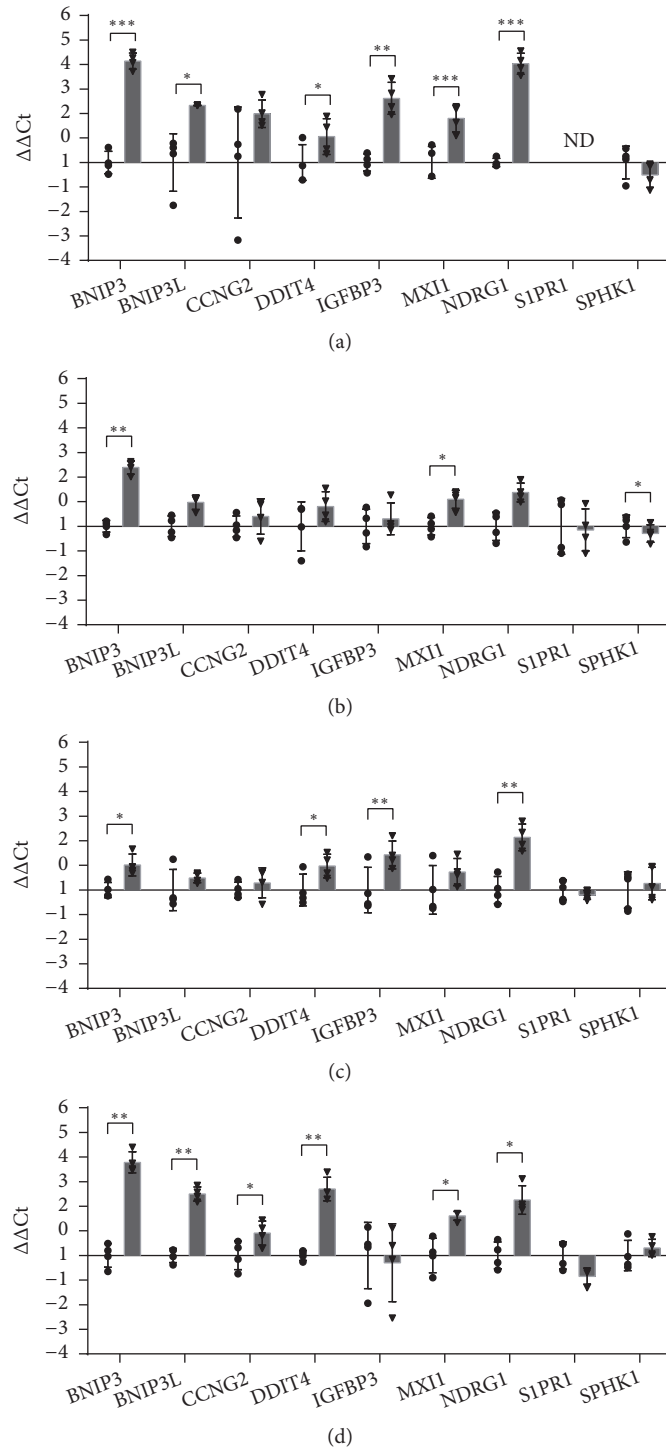 6
5
4
3
2
0
1
−1
−2
−3
−4
ΔΔCt
*** * * ** *** *** ND
BNIP3 BNIP3L CCNG2 DDIT4 IGFBP3 MXI1 NDRG1 S1PR1 SPHK1
(a)
6
5
3
2
0
1
−1
−2
−4
ΔΔCt
** * *
BNIP3 BNIP3L CCNG2 DDIT4 IGFBP3 MXI1 NDRG1 S1PR1 SPHK1
(b)
6
5
3
2
0
1
−1
−2
−4
ΔΔCt
* * ** **
BNIP3 BNIP3L CCNG2 DDIT4 IGFBP3 MXI1 NDRG1 S1PR1 SPHK1
(c)
6
5
4
3
2
0
1
−1
−2
−3
−4
ΔΔCt
** ** * ** * *
BNIP3 BNIP3L CCNG2 DDIT4 IGFBP3 MXI1 NDRG1 S1PR1 SPHK1
(d)